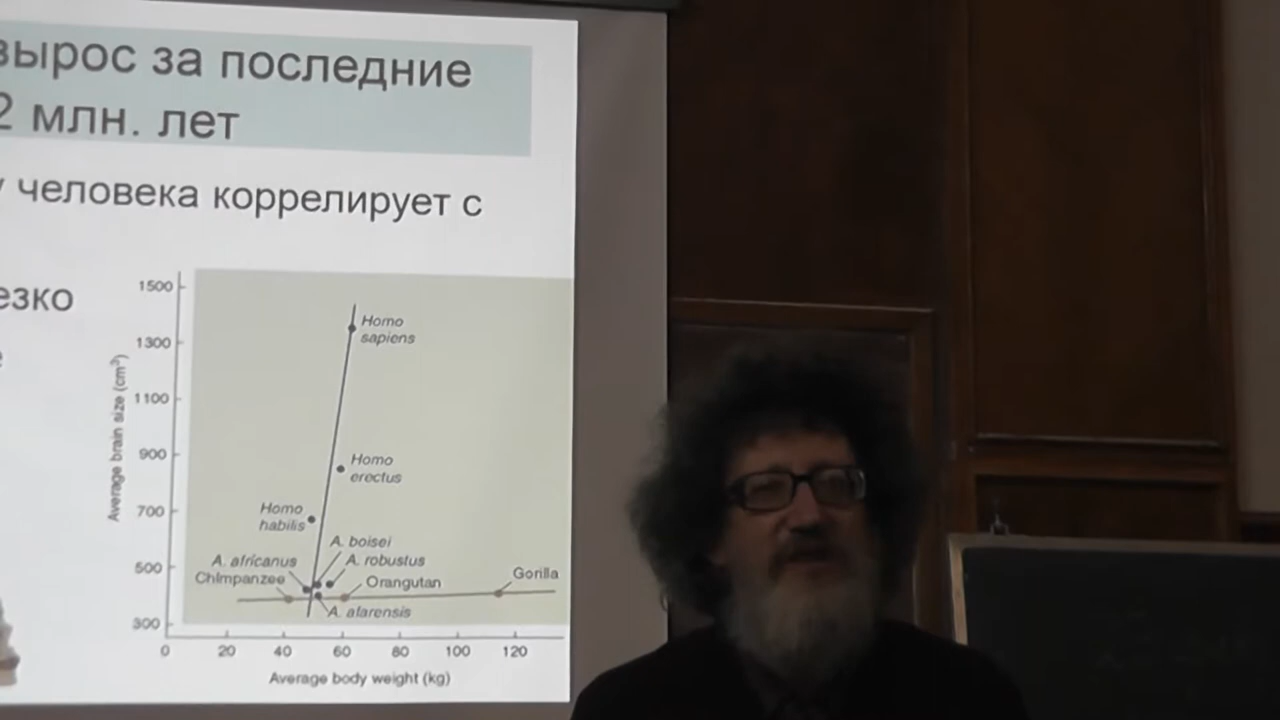 вырос за последние
2 млн. лет
у человека коррелирует с
езко
е
1500
1300
1100
900
700
500
300
Average brain size (cm³)
Homo
sapiens
Homo
erectus
Homo
habilis
A. boisei
A. africanus
A. robustus
Chimpanzee
Orangutan
Gorilla
A. afarensis
0 20 40 60 80 100 120
Average body weight (kg)